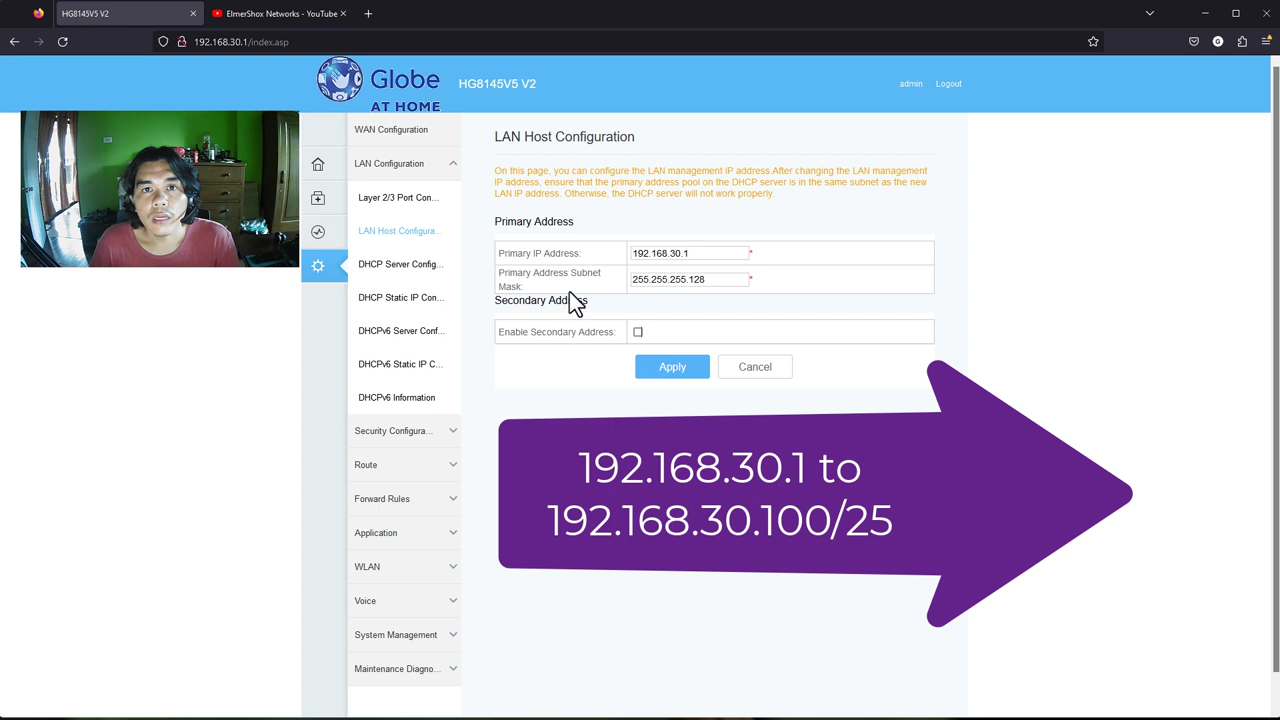 HG8145V5 V2
ElmerShox Networks - YouTube
192.168.30.1/index.asp
G
Globe
AT HOME
HG8145V5 V2
admin
Logout
WAN Configuration
LAN Configuration
Layer 2/3 Port Con...
LAN Host Configura...
DHCP Server Config...
DHCP Static IP Con...
DHCPv6 Server Conf...
DHCPv6 Static IP C...
DHCPv6 Information
Security Configura...
Route
Forward Rules
Application
WLAN
Voice
System Management
Maintenance Diagno...
LAN Host Configuration
On this page, you can configure the LAN management IP address.After changing the LAN management
IP address, ensure that the primary address pool on the DHCP server is in the same subnet as the new
LAN IP address. Otherwise, the DHCP server will not work properly.
Primary Address
Primary IP Address:
192.168.30.1
*
Primary Address Subnet
Mask:
255.255.255.128
*
Secondary Address
Enable Secondary Address:
Apply
Cancel
192.168.30.1 to
192.168.30.100/25